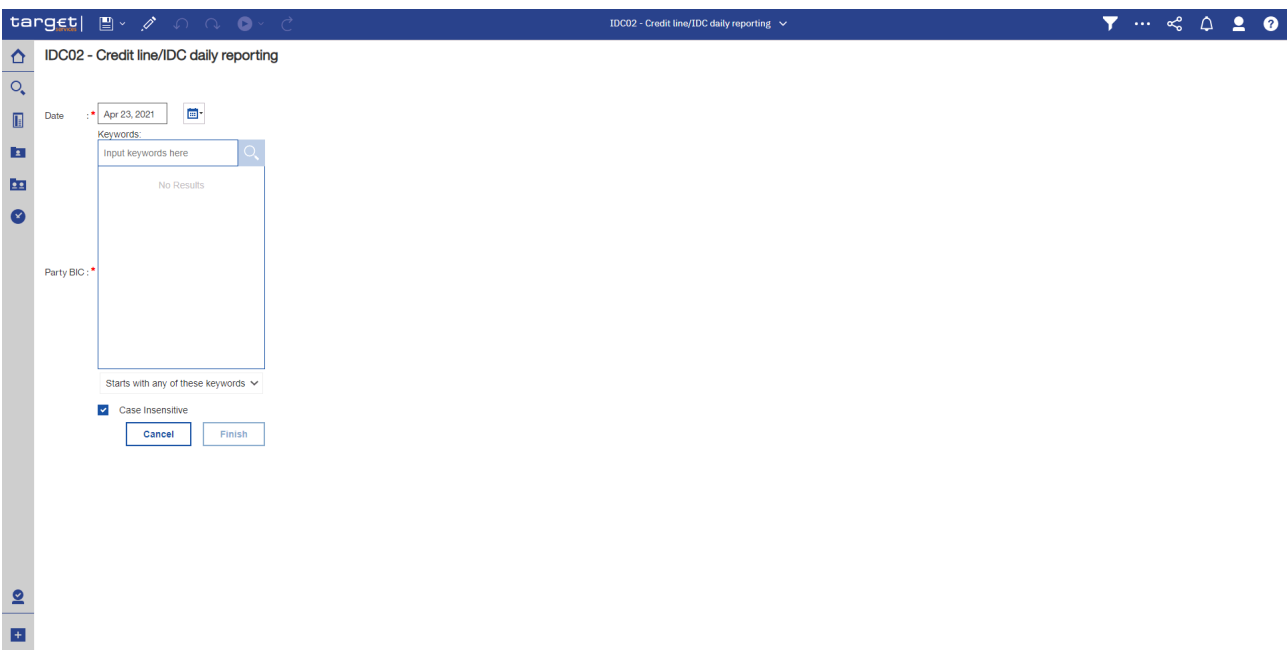 target|
services
IDC02 - Credit line/IDC daily reporting
IDC02 - Credit line/IDC daily reporting
Date :* Apr 23, 2021
Keywords:
Input keywords here
No Results
Party BIC : *
Starts with any of these keywords
Case Insensitive
Cancel Finish